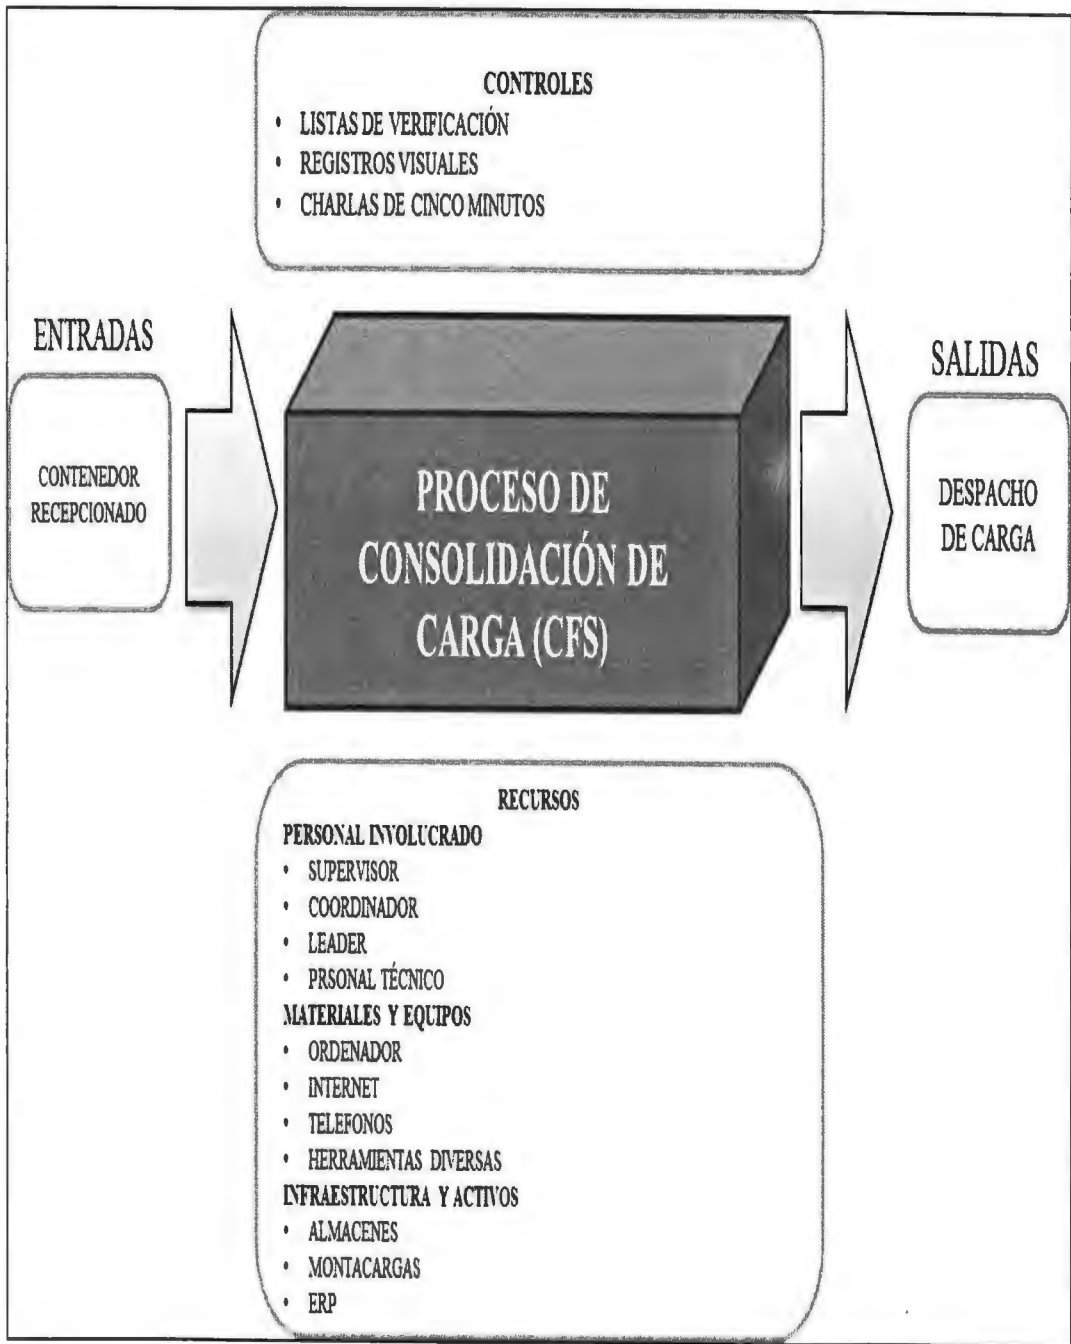 CONTROLES
• LISTAS DE VERIFICACIÓN
• REGISTROS VISUALES
• CHARLAS DE CINCO MINUTOS
ENTRADAS
CONTENEDOR
RECEPCIONADO
PROCESO DE
CONSOLIDACIÓN DE
CARGA (CFS)
SALIDAS
DESPACHO
DE CARGA
RECURSOS
PERSONAL INVOLUCRADO
• SUPERVISOR
• COORDINADOR
• LEADER
• PRSONAL TÉCNICO
MATERIALES Y EQUIPOS
• ORDENADOR
• INTERNET
• TELEFONOS
• HERRAMIENTAS DIVERSAS
INFRAESTRUCTURA Y ACTIVOS
• ALMACENES
• MONTACARGAS
• ERP